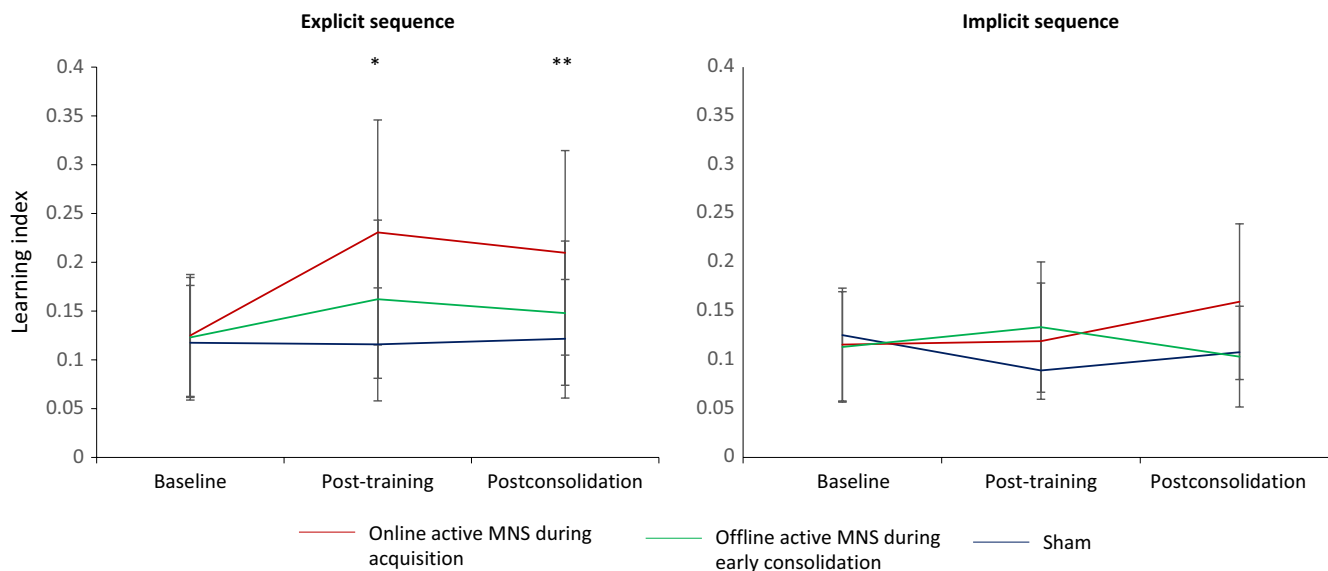 Explicit sequence
Implicit sequence
* **
Learning index
0.4
0.35
0.3
0.25
0.2
0.15
0.1
0.05
0
Baseline Post-training Postconsolidation
0.4
0.35
0.3
0.25
0.2
0.15
0.1
0.05
0
Baseline Post-training Postconsolidation
Online active MNS during
acquisition
Offline active MNS during
early consolidation
Sham